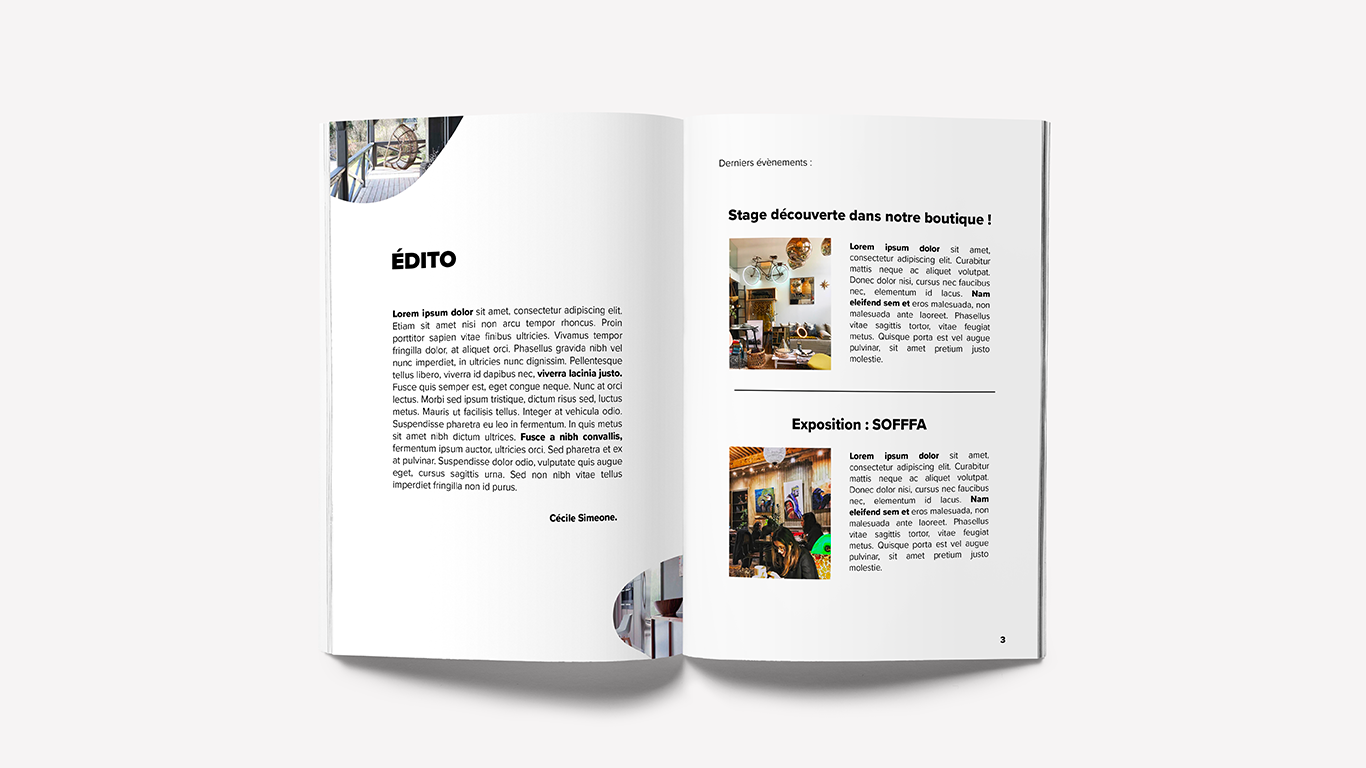 ÉDITO
Lorem ipsum dolor sit amet, consectetur adipiscing elit.
Etiam sit amet nisi non arcu tempor rhoncus. Proin
porttitor sapien vitae finibus ultricies. Vivamus tempor
fringilla dolor, at aliquet orci. Phasellus gravida nibh vel
nunc imperdiet, in ultricies nunc dignissim. Pellentesque
tellus libero, viverra id dapibus nec, viverra lacinia justo.
Fusce quis semper est, eget congue neque. Nunc at orci
lectus. Morbi sed ipsum tristique, dictum risus sed, luctus
metus. Mauris ut facilisis tellus. Integer at vehicula odio.
Suspendisse pharetra eu leo in fermentum. In quis metus
sit amet nibh dictum ultrices. Fusce a nibh convallis,
fermentum ipsum auctor, ultricies orci. Sed pharetra et ex
at pulvinar. Suspendisse dolor odio, vulputate quis augue
eget, cursus sagittis urna. Sed non nibh vitae tellus
imperdiet fringilla non id purus.
Cécile Simeone.
Derniers évènements :
Stage découverte dans notre boutique !
Lorem ipsum dolor sit amet,
consectetur adipiscing elit. Curabitur
mattis neque ac aliquet volutpat.
Donec dolor nisi, cursus nec faucibus
nec, elementum id lacus. Nam
eleifend sem et eros malesuada, non
malesuada ante laoreet. Phasellus
vitae sagittis tortor, vitae feugiat
metus. Quisque porta est vel augue
pulvinar, sit amet pretium justo
molestie.
Exposition : SOFFFA
Lorem ipsum dolor sit amet,
consectetur adipiscing elit. Curabitur
mattis neque ac aliquet volutpat.
Donec dolor nisi, cursus nec faucibus
nec, elementum id lacus. Nam
eleifend sem et eros malesuada, non
malesuada ante laoreet. Phasellus
vitae sagittis tortor, vitae feugiat
metus. Quisque porta est vel augue
pulvinar, sit amet pretium justo
molestie.
3